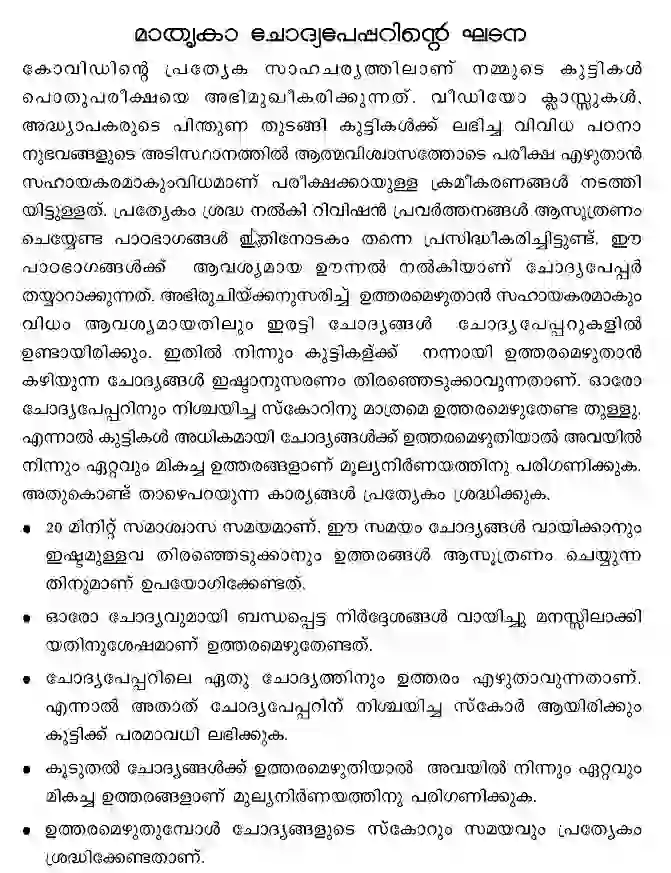 മാതൃകാ ചോദ്യപേപ്പറിന്റെ ഘടന
കോവിഡിന്റെ പ്രത്യേക സാഹചര്യത്തിലാണ് നമ്മുടെ കുട്ടികൾ
പൊതുപരീക്ഷയെ അഭിമുഖീകരിക്കുന്നത്. വീഡിയോ ക്ലാസ്സുകൾ,
അദ്ധ്യാപകരുടെ പിന്തുണ തുടങ്ങി കുട്ടികൾക്ക് ലഭിച്ച വിവിധ പഠനാ
നുഭവങ്ങളുടെ അടിസ്ഥാനത്തിൽ ആത്മവിശ്വാസത്തോടെ പരീക്ഷ എഴുതാൻ
സഹായകരമാകുംവിധമാണ് പരീക്ഷക്കായുള്ള ക്രമീകരണങ്ങൾ നടത്തി
യിട്ടുള്ളത്. പ്രത്യേകം ശ്രദ്ധ നൽകി റിവിഷൻ പ്രവർത്തനങ്ങൾ ആസൂത്രണം
ചെയ്യേണ്ട പാഠഭാഗങ്ങൾ ഇതിനോടകം തന്നെ പ്രസിദ്ധീകരിച്ചിട്ടുണ്ട്. ഈ
പാഠഭാഗങ്ങൾക്ക് ആവശ്യമായ ഊന്നൽ നൽകിയാണ് ചോദ്യപേപ്പർ
തയ്യാറാക്കുന്നത്. അഭിരുചിയ്ക്കനുസരിച്ച് ഉത്തരമെഴുതാൻ സഹായകരമാകും
വിധം ആവശ്യമായതിലും ഇരട്ടി ചോദ്യങ്ങൾ ചോദ്യപേപ്പറുകളിൽ
ഉണ്ടായിരിക്കും. ഇതിൽ നിന്നും കുട്ടികള്ക്ക് നന്നായി ഉത്തരമെഴുതാൻ
കഴിയുന്ന ചോദ്യങ്ങൾ ഇഷ്ടാനുസരണം തിരഞ്ഞെടുക്കാവുന്നതാണ്. ഓരോ
ചോദ്യപേപ്പറിനും നിശ്ചയിച്ച സ്കോറിനു മാത്രമെ ഉത്തരമെഴുതേണ്ട തുള്ളൂ.
എന്നാൽ കുട്ടികൾ അധികമായി ചോദ്യങ്ങൾക്ക് ഉത്തരമെഴുതിയാൽ അവയിൽ
നിന്നും ഏറ്റവും മികച്ച ഉത്തരങ്ങളാണ് മൂല്യനിർണയത്തിനു പരിഗണിക്കുക.
അതുകൊണ്ട് താഴെപറയുന്ന കാര്യങ്ങൾ പ്രത്യേകം ശ്രദ്ധിക്കുക.
• 20 മിനിറ്റ് സമാശ്വാസ സമയമാണ്. ഈ സമയം ചോദ്യങ്ങൾ വായിക്കാനും
ഇഷ്ടമുള്ളവ തിരഞ്ഞെടുക്കാനും ഉത്തരങ്ങൾ ആസൂത്രണം ചെയ്യുന്ന
തിനുമാണ് ഉപയോഗിക്കേണ്ടത്.
• ഓരോ ചോദ്യവുമായി ബന്ധപ്പെട്ട നിർദ്ദേശങ്ങൾ വായിച്ചു മനസ്സിലാക്കി
യതിനുശേഷമാണ് ഉത്തരമെഴുതേണ്ടത്.
• ചോദ്യപേപ്പറിലെ ഏതു ചോദ്യത്തിനും ഉത്തരം എഴുതാവുന്നതാണ്.
എന്നാൽ അതാത് ചോദ്യപേപ്പറിന് നിശ്ചയിച്ച സ്കോർ ആയിരിക്കും
കുട്ടിക്ക് പരമാവധി ലഭിക്കുക.
• കൂടുതൽ ചോദ്യങ്ങൾക്ക് ഉത്തരമെഴുതിയാൽ അവയിൽ നിന്നും ഏറ്റവും
മികച്ച ഉത്തരങ്ങളാണ് മൂല്യനിർണയത്തിനു പരിഗണിക്കുക.
• ഉത്തരമെഴുതുമ്പോൾ ചോദ്യങ്ങളുടെ സ്കോറും സമയവും പ്രത്യേകം
ശ്രദ്ധിക്കേണ്ടതാണ്.